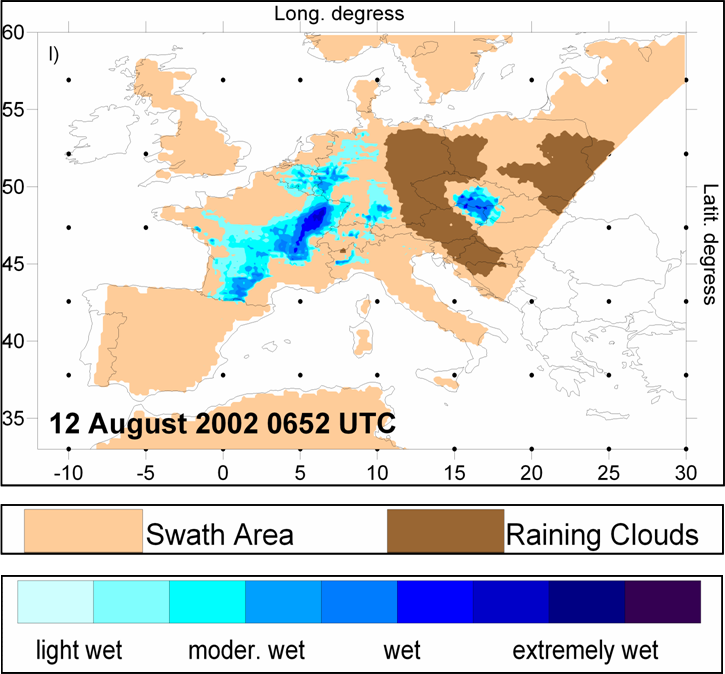 Long. degress
60
l)
55
50
45
40
35
Latit. degress
12 August 2002 0652 UTC
-10 -5 0 5 10 15 20 25 30
Swath Area Raining Clouds
light wet moder. wet wet extremely wet